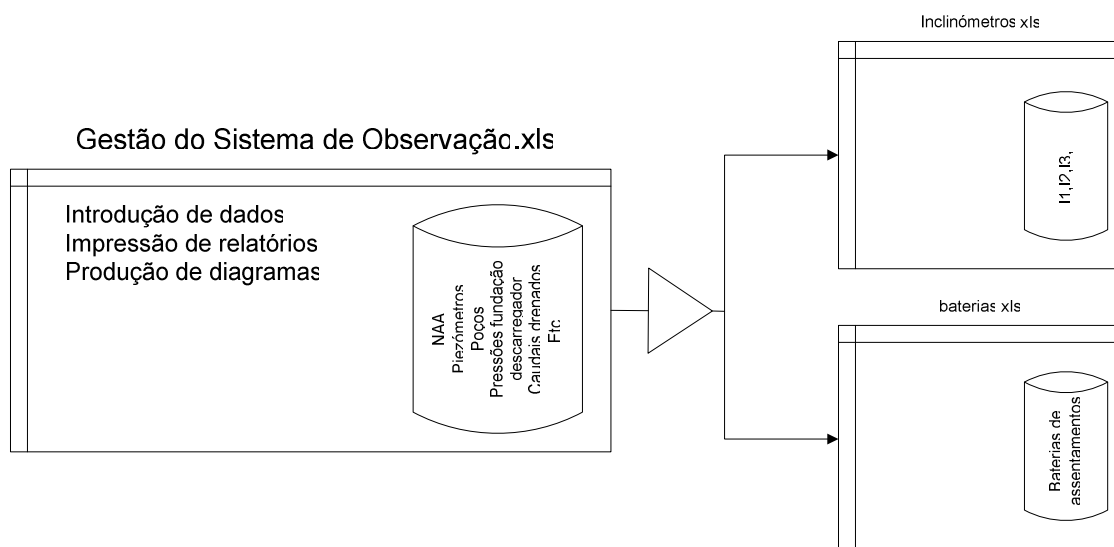 Gestão do Sistema de Observação.xls
Introdução de dados
Impressão de relatórios
Produção de diagramas
NAA
Piezómetros
Poços
Pressões fundação
descarregador
Caudais drenados
Etc.
Inclinómetros xls
I1,I2,I3,
baterias xls
Baterias de
assentamentos